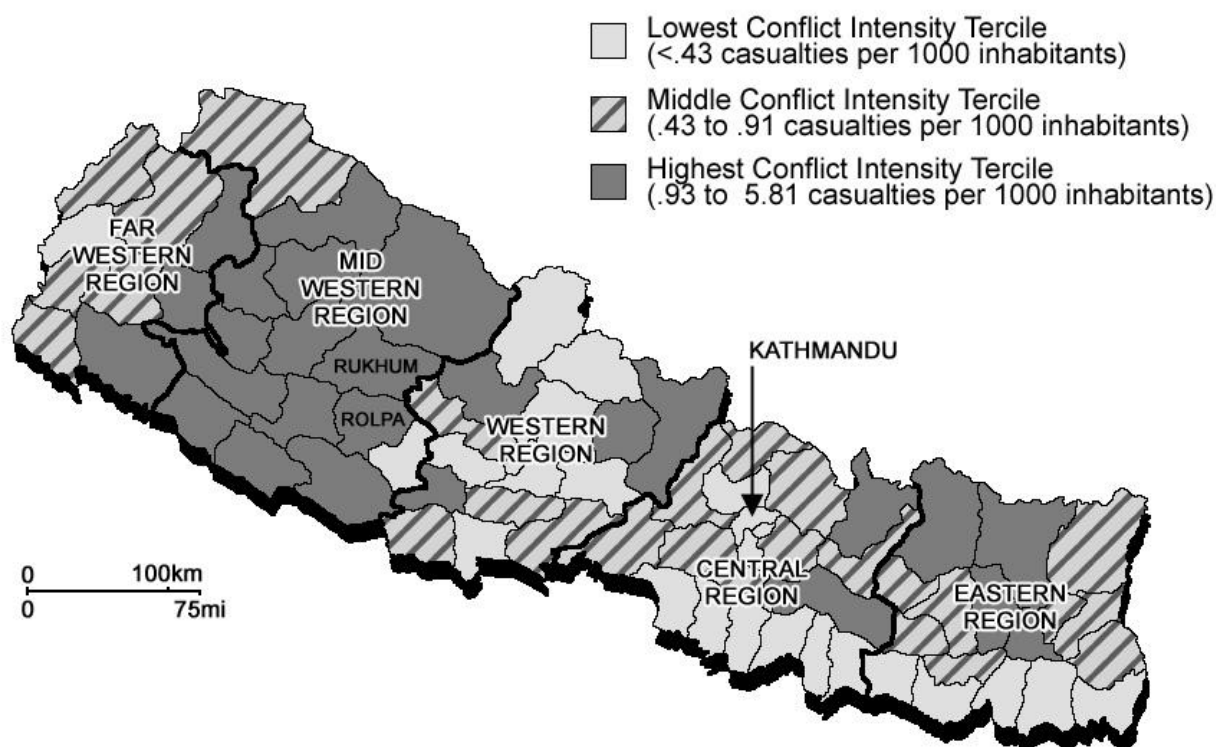 Lowest Conflict Intensity Tercile
(<.43 casualties per 1000 inhabitants)
Middle Conflict Intensity Tercile
(.43 to .91 casualties per 1000 inhabitants)
Highest Conflict Intensity Tercile
(.93 to 5.81 casualties per 1000 inhabitants)
FAR
WESTERN
REGION
MID
WESTERN
REGION
RUKHUM
ROLPA
WESTERN
REGION
KATHMANDU
CENTRAL
REGION
EASTERN
REGION
0 100km
0 75mi